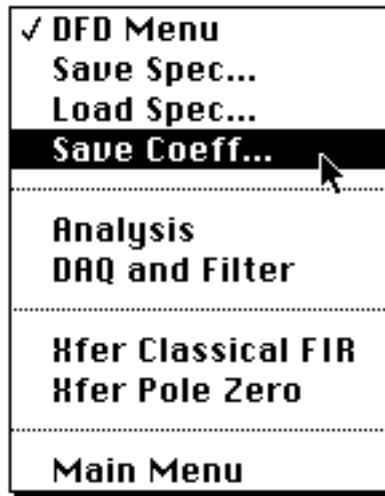 ✓ DFD Menu
Save Spec...
Load Spec...
Save Coeff...
Analysis
DAQ and Filter
Xfer Classical FIR
Xfer Pole Zero
Main Menu